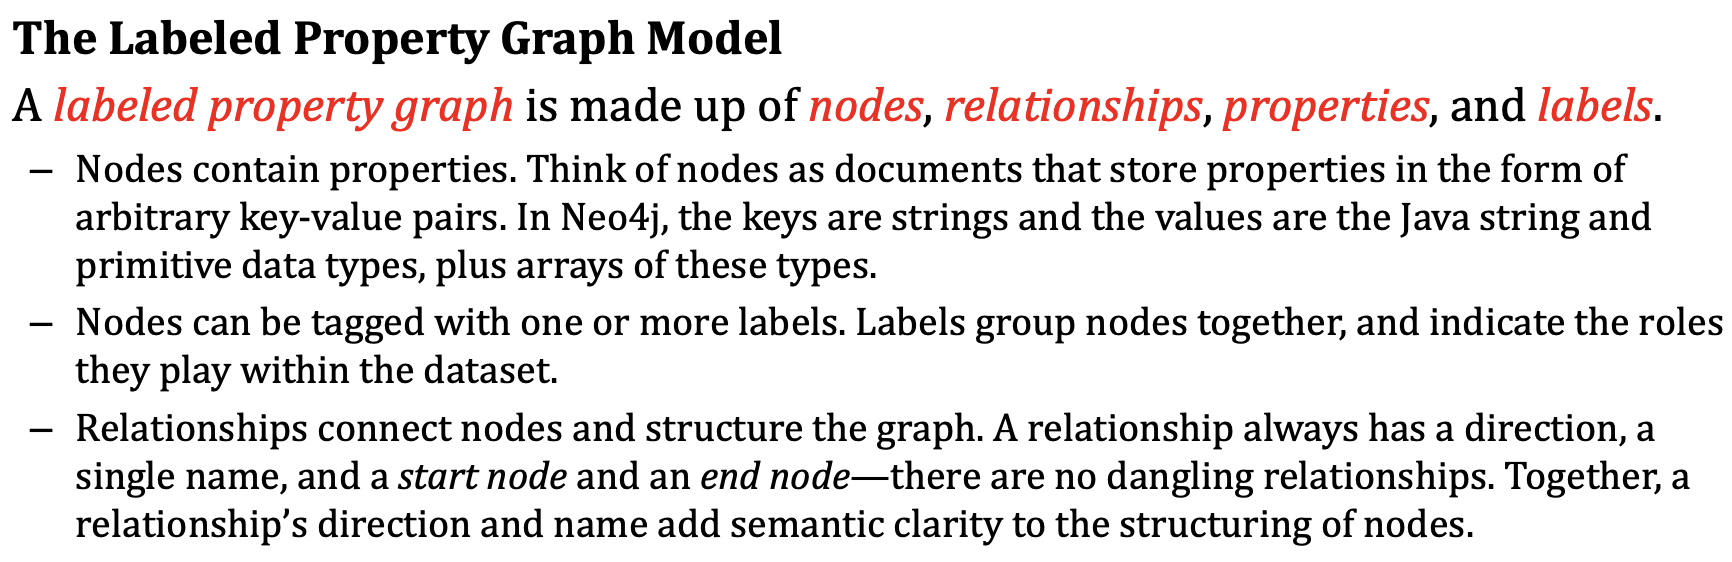 The Labeled Property Graph Model
A labeled property graph is made up of nodes, relationships, properties, and labels.
– Nodes contain properties. Think of nodes as documents that store properties in the form of
arbitrary key-value pairs. In Neo4j, the keys are strings and the values are the Java string and
primitive data types, plus arrays of these types.
– Nodes can be tagged with one or more labels. Labels group nodes together, and indicate the roles
they play within the dataset.
– Relationships connect nodes and structure the graph. A relationship always has a direction, a
single name, and a start node and an end node—there are no dangling relationships. Together, a
relationship’s direction and name add semantic clarity to the structuring of nodes.